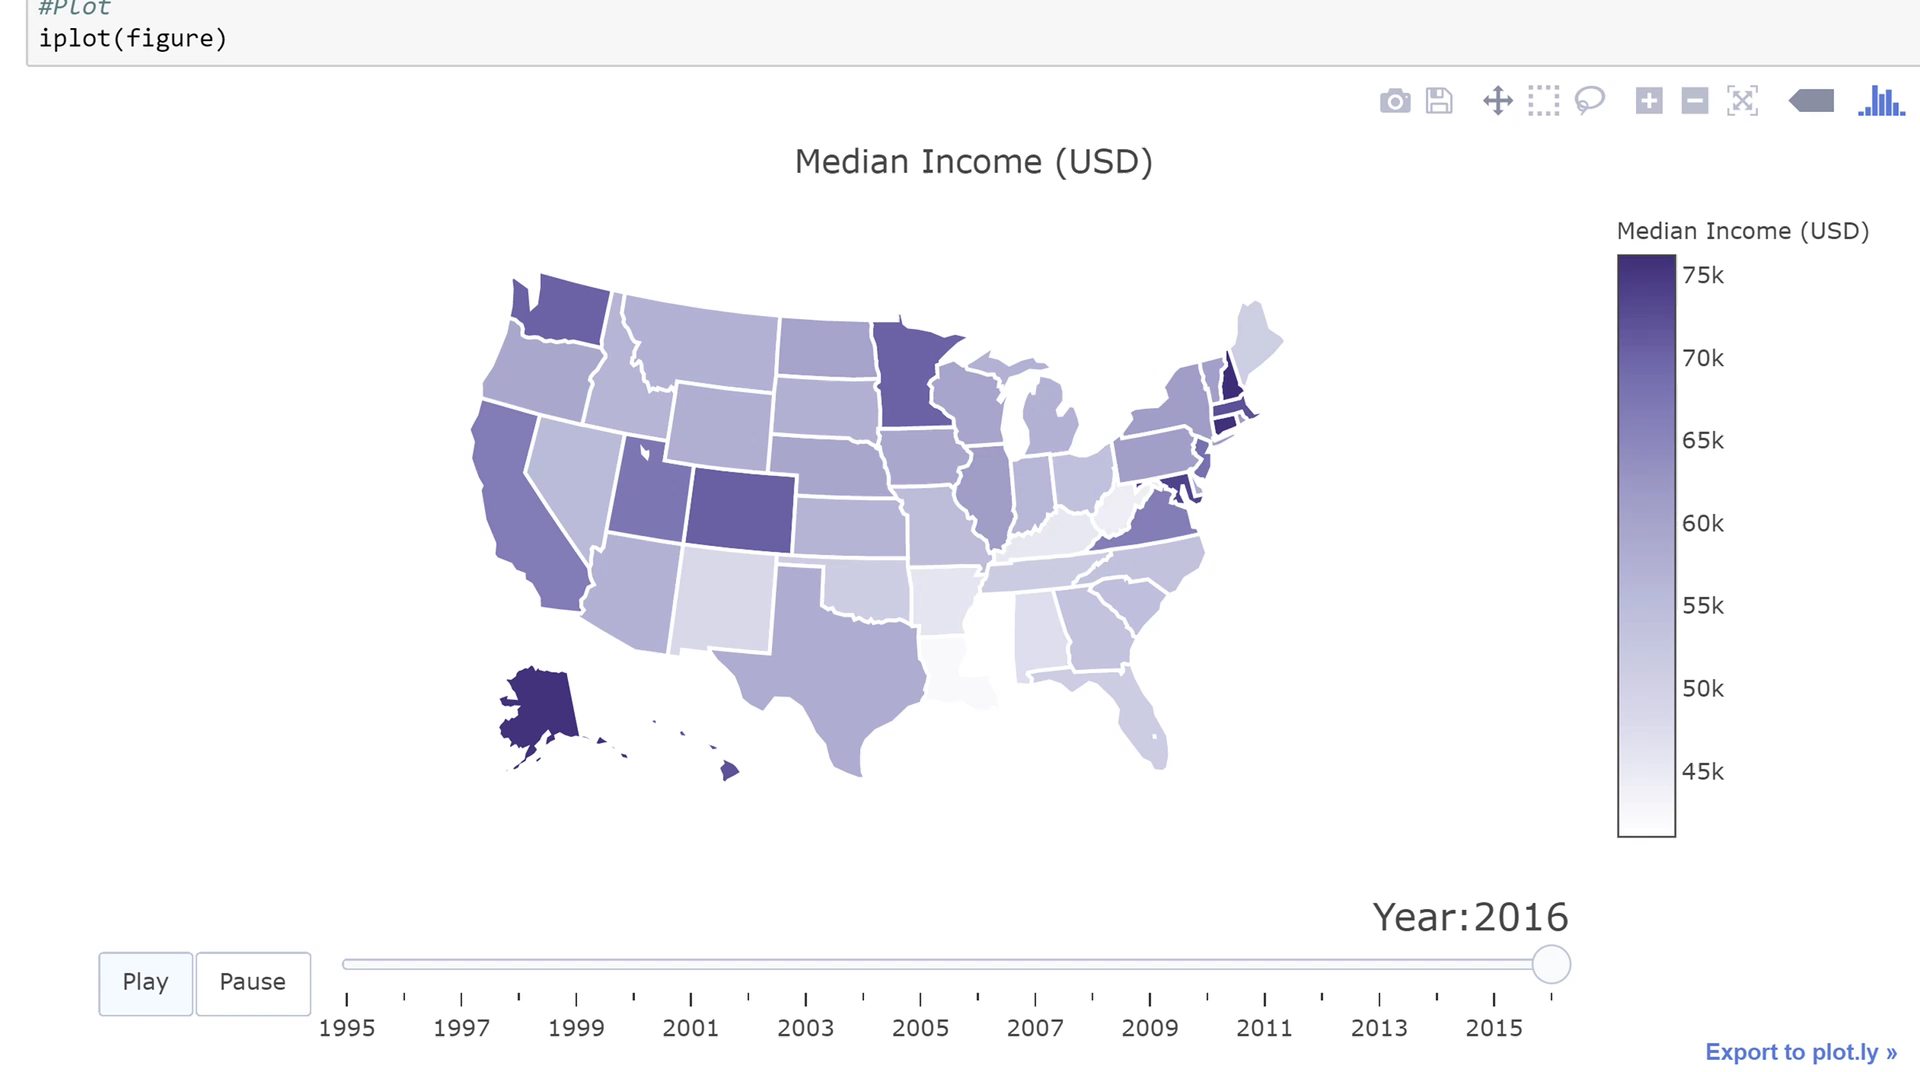 #Plot
iplot(figure)
Median Income (USD)
Median Income (USD)
75k
70k
65k
60k
55k
50k
45k
Year:2016
Play
Pause
1995 1997 1999 2001 2003 2005 2007 2009 2011 2013 2015
Export to plot.ly »